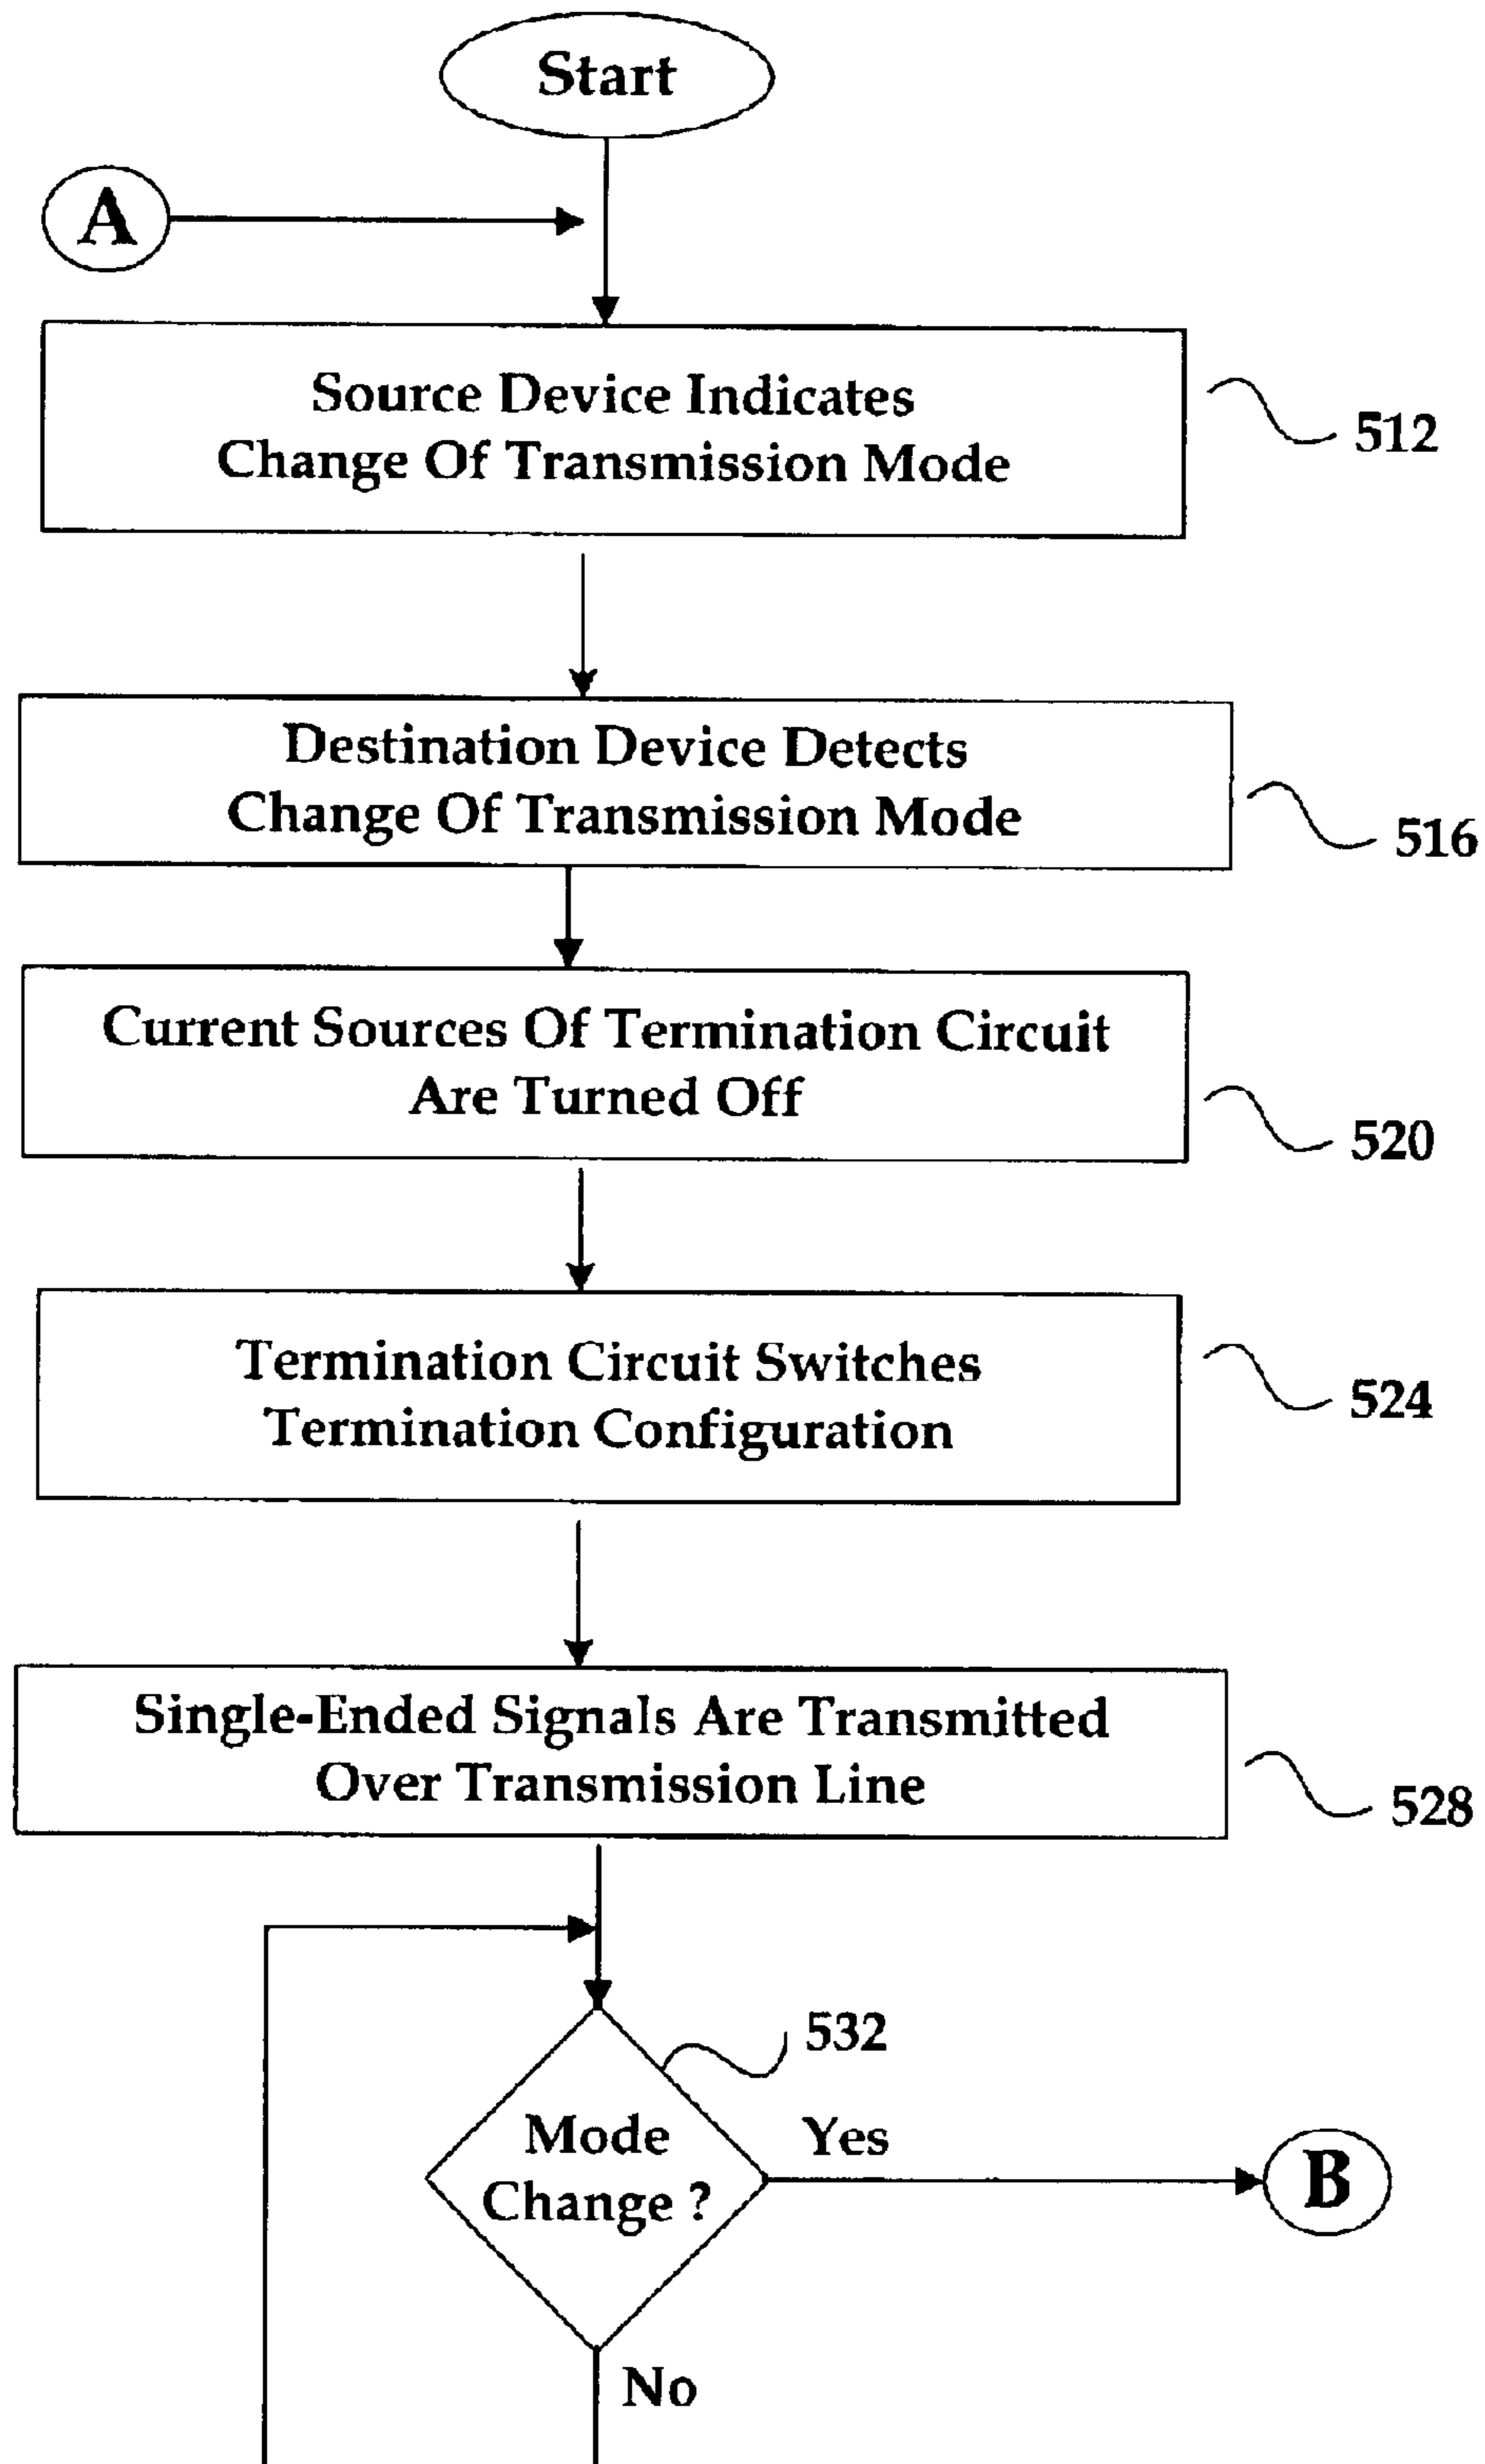 Start
A
Source Device Indicates
Change Of Transmission Mode
512
Destination Device Detects
Change Of Transmission Mode
516
Current Sources Of Termination Circuit
Are Turned Off
520
Termination Circuit Switches
Termination Configuration
524
Single-Ended Signals Are Transmitted
Over Transmission Line
528
532
Mode
Change ?
Yes
B
No